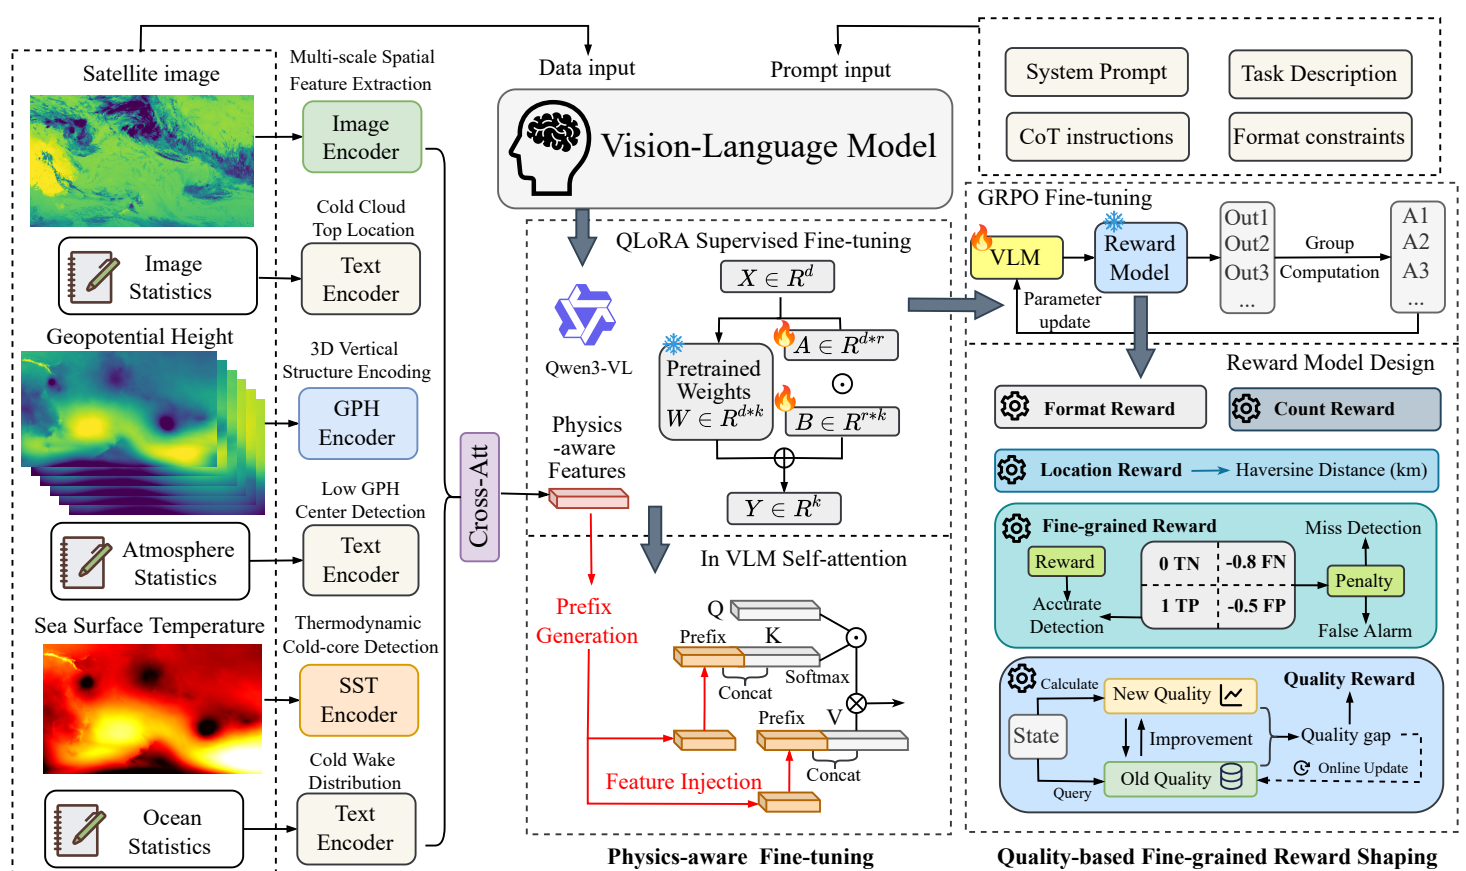 Satellite image
Multi-scale Spatial
Feature Extraction
Image
Encoder
Cold Cloud
Top Location
Image
Statistics
Text
Encoder
Geopotential Height
3D Vertical
Structure Encoding
GPH
Encoder
Low GPH
Center Detection
Atmosphere
Statistics
Text
Encoder
Sea Surface Temperature
Thermodynamic
Cold-core Detection
SST
Encoder
Cold Wake
Distribution
Ocean
Statistics
Text
Encoder
Cross-Att
Data input
Prompt input
Vision-Language Model
System Prompt
Task Description
CoT instructions
Format constraints
QLoRA Supervised Fine-tuning
Qwen3-VL
X ∈ R^d
Pretrained
Weights
W ∈ R^{d*k}
A ∈ R^{d*r}
B ∈ R^{r*k}
Y ∈ R^k
Physics
-aware
Features
In VLM Self-attention
Prefix
Generation
Q
Prefix
K
Concat
Softmax
Prefix
V
Concat
Feature Injection
Physics-aware Fine-tuning
GRPO Fine-tuning
VLM
Reward
Model
Out1
Out2
Out3
...
Group
Computation
A1
A2
A3
...
Parameter
update
Reward Model Design
Format Reward
Count Reward
Location Reward
Haversine Distance (km)
Fine-grained Reward
Reward
Accurate
Detection
0 TN
-0.8 FN
1 TP
-0.5 FP
Miss Detection
Penalty
False Alarm
Calculate
New Quality
Quality Reward
State
Improvement
Quality gap
Query
Old Quality
Online Update
Quality-based Fine-grained Reward Shaping